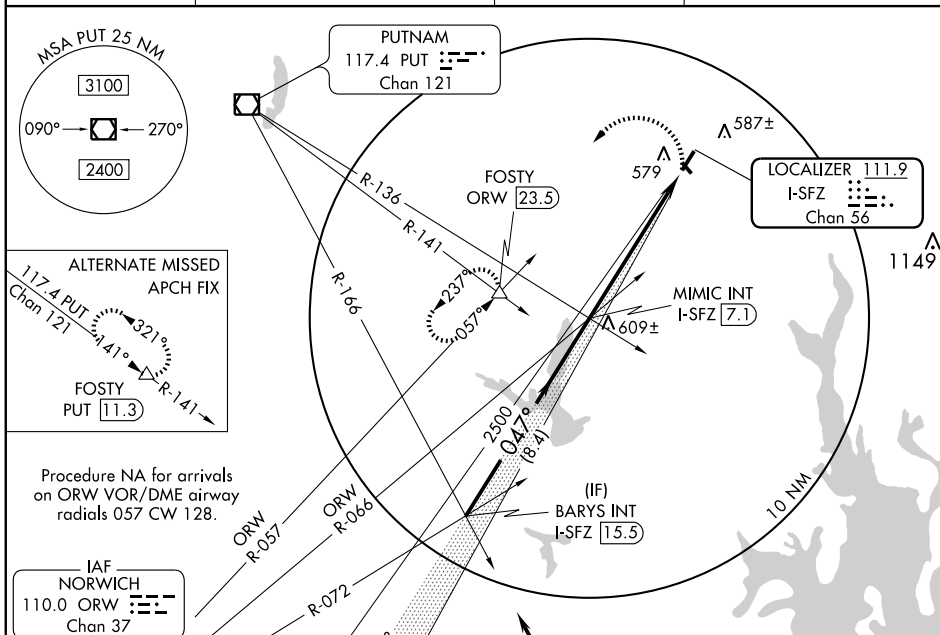 MSA PUT 25 NM
3100
090°
270°
2400
PUTNAM
117.4 PUT
Chan 121
587±
579
LOCALIZER 111.9
I-SFZ
Chan 56
1149
FOSTY
ORW 23.5
R-136
R-141
R-166
237°
057°
MIMIC INT
I-SFZ 7.1
609±
ALTERNATE MISSED
APCH FIX
117.4 PUT
Chan 121
321°
141°
R-141
FOSTY
PUT 11.3
2500
047°
(8.4)
Procedure NA for arrivals
on ORW VOR/DME airway
radials 057 CW 128.
ORW
R-057
ORW
R-066
(IF)
BARYS INT
I-SFZ 15.5
10 NM
IAF
NORWICH
110.0 ORW
Chan 37
R-072